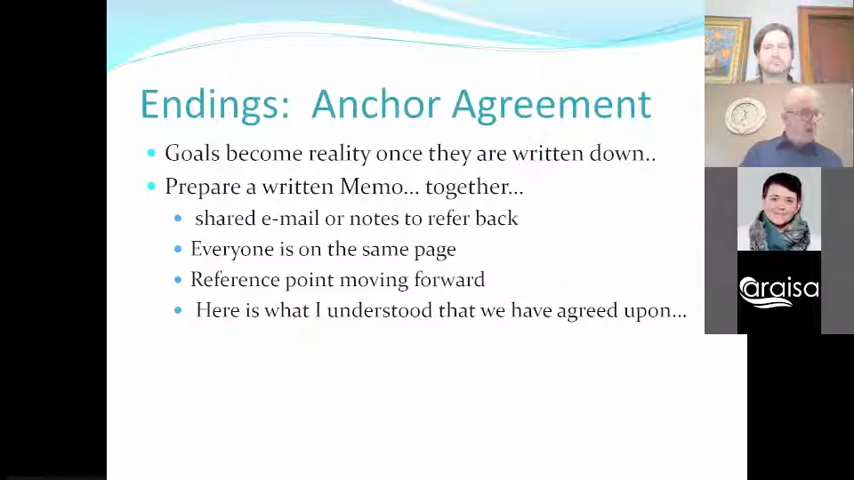 Endings: Anchor Agreement
Goals become reality once they are written down..
Prepare a written Memo... together...
shared e-mail or notes to refer back
Everyone is on the same page
Reference point moving forward
Here is what I understood that we have agreed upon...
araisa